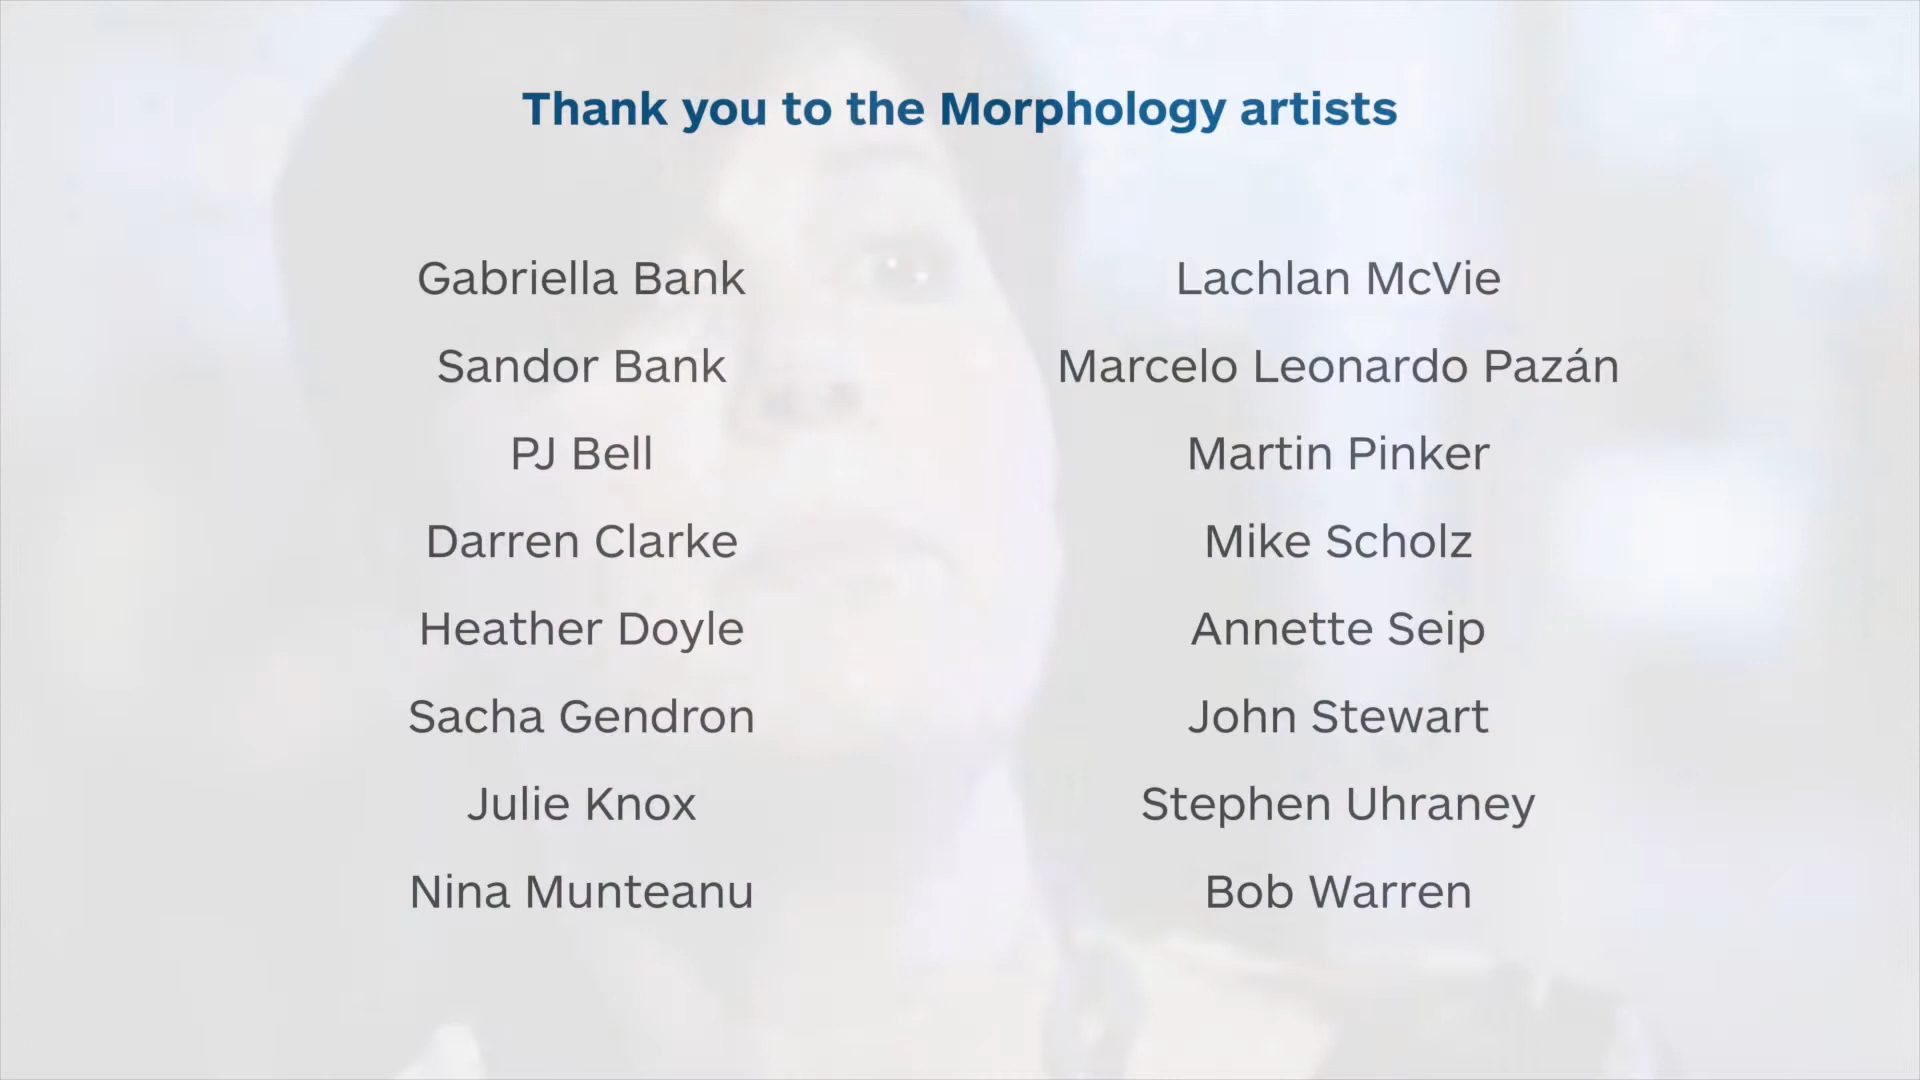 Thank you to the Morphology artists
Gabriella Bank
Sandor Bank
PJ Bell
Darren Clarke
Heather Doyle
Sacha Gendron
Julie Knox
Nina Munteanu
Lachlan McVie
Marcelo Leonardo Pazán
Martin Pinker
Mike Scholz
Annette Seip
John Stewart
Stephen Uhraney
Bob Warren